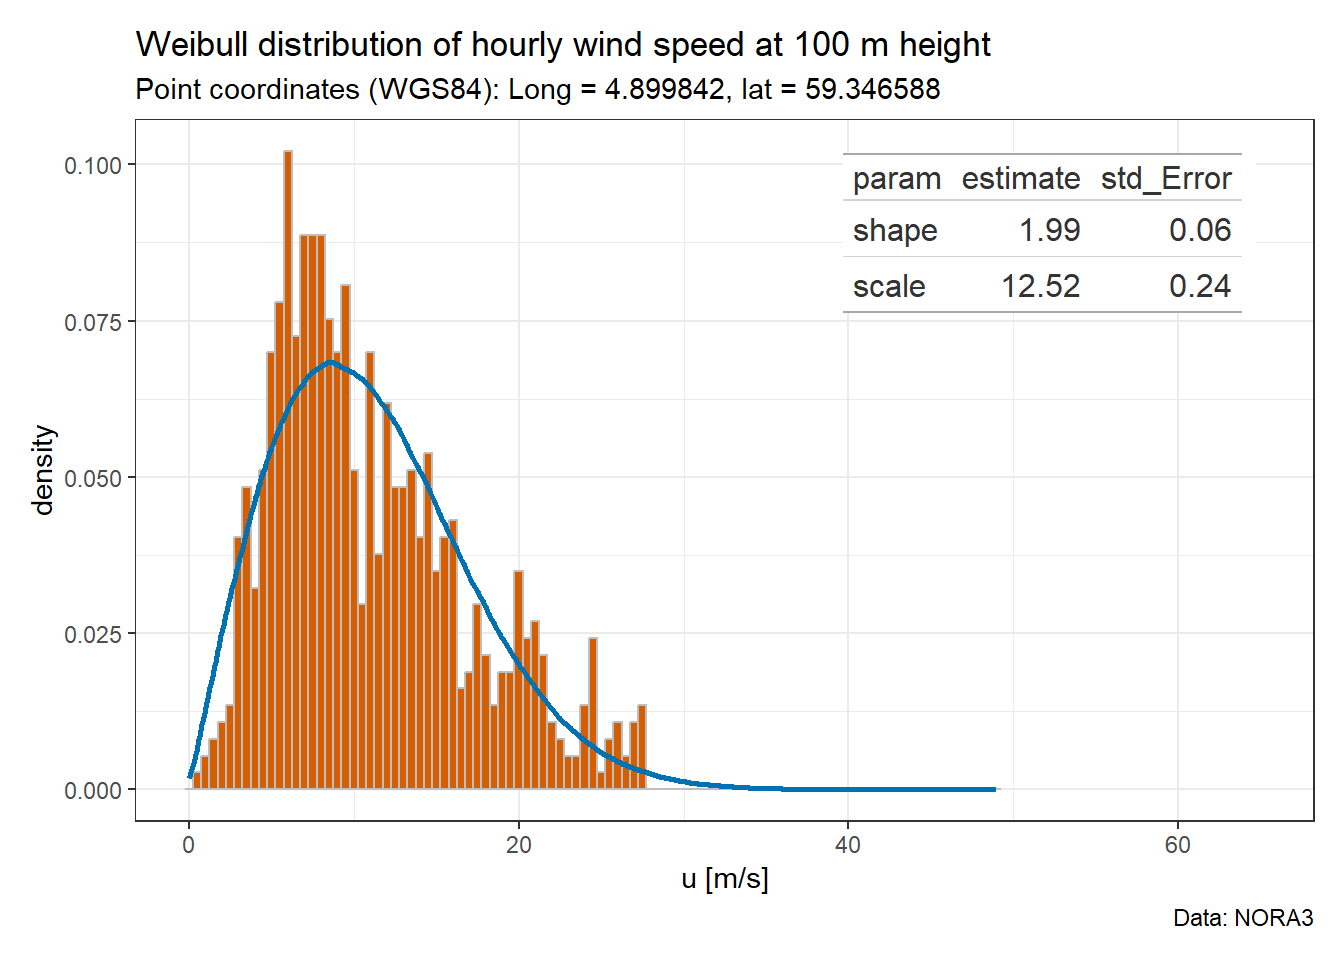 Weibull distribution of hourly wind speed at 100 m height
Point coordinates (WGS84): Long = 4.899842, lat = 59.346588
param estimate std_Error
shape 1.99 0.06
scale 12.52 0.24
0.100
0.075
0.050
0.025
0.000
density
0 20 40 60
u [m/s]
Data: NORA3